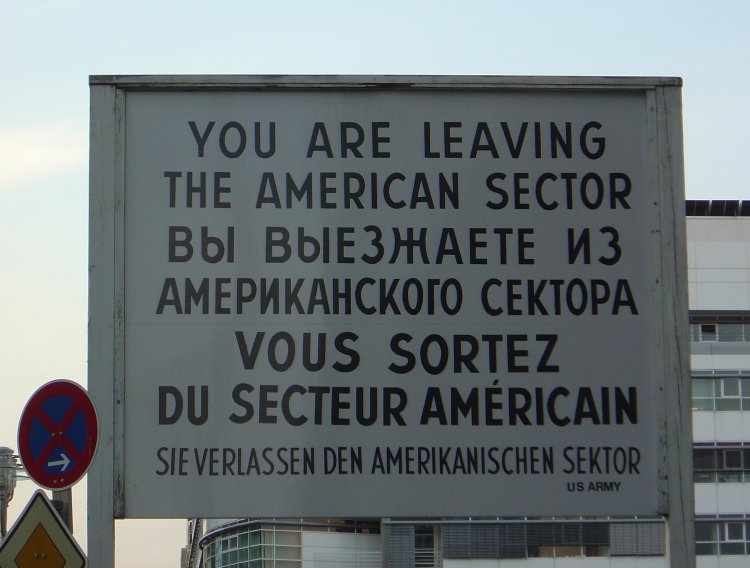 YOU ARE LEAVING
THE AMERICAN SECTOR
ВЫ ВЫЕЗЖАЕТЕ ИЗ
АМЕРИКАНСКОГО СЕКТОРА
VOUS SORTEZ
DU SECTEUR AMÉRICAIN
SIE VERLASSEN DEN AMERIKANISCHEN SEKTOR
US ARMY